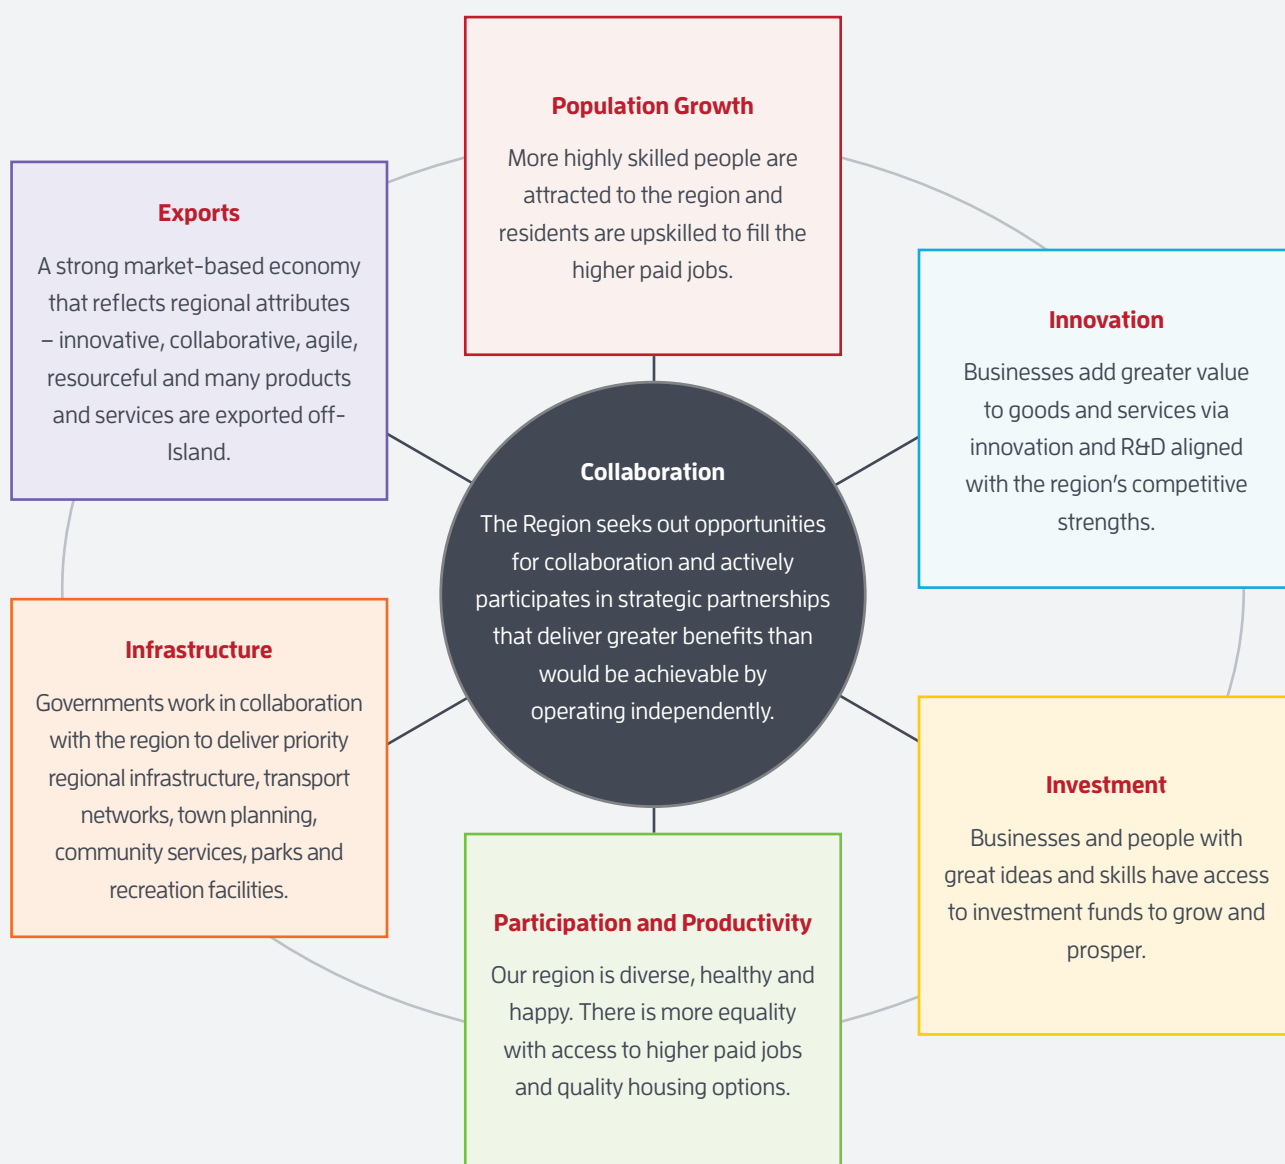 Population Growth
More highly skilled people are
attracted to the region and
residents are upskilled to fill the
higher paid jobs.
Exports
A strong market-based economy
that reflects regional attributes
– innovative, collaborative, agile,
resourceful and many products
and services are exported off-
Island.
Innovation
Businesses add greater value
to goods and services via
innovation and R&D aligned
with the region's competitive
strengths.
Collaboration
The Region seeks out opportunities
for collaboration and actively
participates in strategic partnerships
that deliver greater benefits than
would be achievable by
operating independently.
Infrastructure
Governments work in collaboration
with the region to deliver priority
regional infrastructure, transport
networks, town planning,
community services, parks and
recreation facilities.
Investment
Businesses and people with
great ideas and skills have access
to investment funds to grow and
prosper.
Participation and Productivity
Our region is diverse, healthy and
happy. There is more equality
with access to higher paid jobs
and quality housing options.